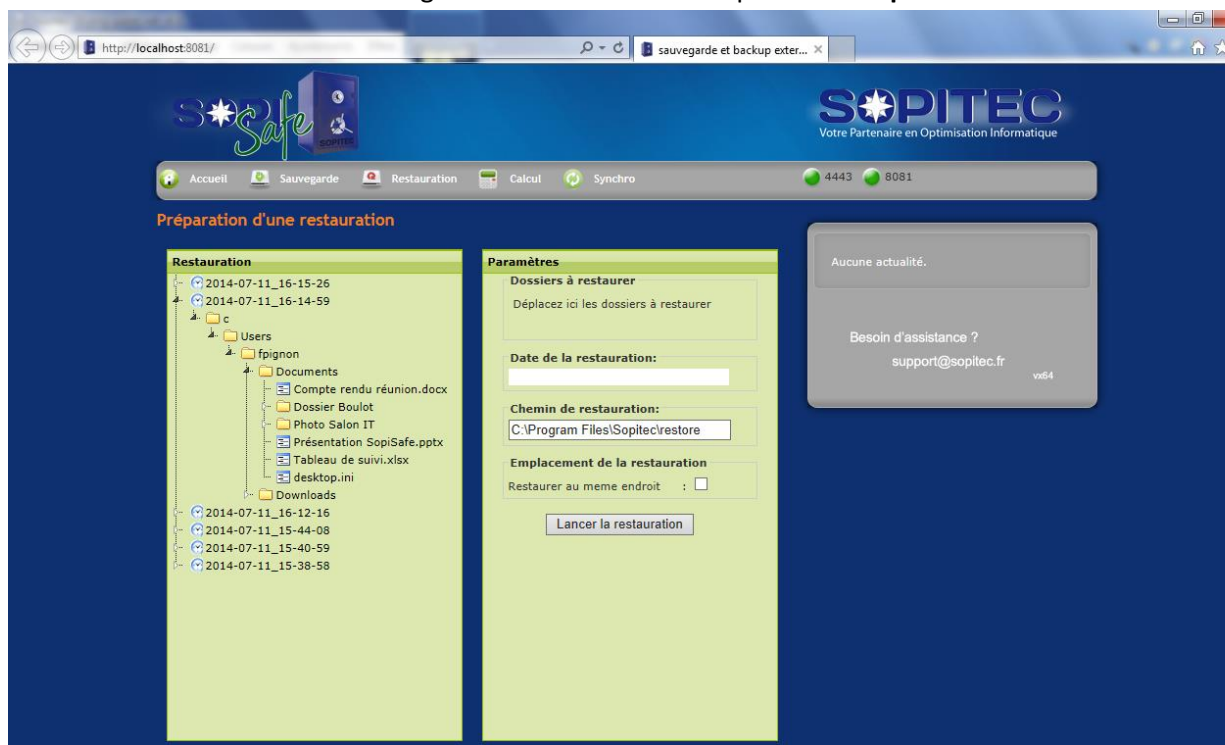 http://localhost:8081/
sauvegarde et backup exter...
SOPI
Safe
SOPITEC
SOPITEC
Votre Partenaire en Optimisation Informatique
Accueil Sauvegarde Restauration Calcul Synchro 4443 8081
Préparation d'une restauration
Restauration
2014-07-11_16-15-26
2014-07-11_16-14-59
c
Users
fpignon
Documents
Compte rendu réunion.docx
Dossier Boulot
Photo Salon IT
Présentation SopiSafe.pptx
Tableau de suivi.xlsx
desktop.ini
Downloads
2014-07-11_16-12-16
2014-07-11_15-44-08
2014-07-11_15-40-59
2014-07-11_15-38-58
Paramètres
Dossiers à restaurer
Déplacez ici les dossiers à restaurer
Date de la restauration:
Chemin de restauration:
C:\Program Files\Sopitec\restore
Emplacement de la restauration
Restaurer au meme endroit :
Lancer la restauration
Aucune actualité.
Besoin d'assistance ?
support@sopitec.fr
vx64